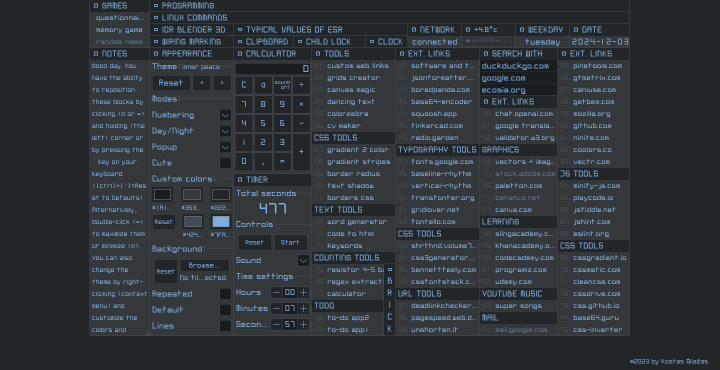 GAMES
PROGRAMMING
questionnai...
LINUX COMMANDS
memory game
IOR BLENDER 3D
TYPICAL VALUES OF ESR
NETWORK
+4.8°c
WEEKDAY
DATE
random name
WIRING MARKING
CLIPBOARD
CHILD LOCK
CLOCK
connected
tuesday
2024-12-03
NOTES
Good day. You
have the ability
to reposition
these blocks by
clicking (0 or =)
and holding (the
left) corner or
by pressing the
` key on your
keyboard.
([ctrl]+[`]=Res
et to Defaults)
Alternatively,
double-click (=)
to maximize them
or minimize (0).
You can also
change the
theme by right-
clicking (context
menu) and
customize the
colors and
APPEARANCE
Theme: inner peace
Reset
‹
›
Modes:
Numbering
Day/Night
Popup
Cute
Custom colors:
#353...
#222...
Reset
#424...
#7FA...
Background:
Reset
Browse...
No fil...ected.
Repeated
Default
Lines
CALCULATOR
0
C
sound off
÷
7
8
9
×
4
5
6
-
1
2
3
0
.
=
+
TIMER
Total seconds
477
Controls
Reset
Start
Sound
Time settings
Hours
— 00 +
Minutes
— 07 +
Secon...
— 57 +
TOOLS
custom web links
grids creator
canvas magic
dancing text
colorzebra
cv maker
CSS TOOLS
gradient 2 color
gradient stripes
border radius
text shadow
borders css
TEXT TOOLS
word generator
code to html
keywords
COUNTING TOOLS
resistor 4-5 b
regex extract
calculator
TODO
to-do app2
to-do app1
BRICK
EXT. LINKS
software and t...
jsonformatter...
boredpanda.com
base64-encoder
squoosh.app
tinkercad.com
radio.garden
TYPOGRAPHY TOOLS
fonts.google.com
baseline-rhythm
vertical-rhythm
transfonter.org
gridlover.net
fontello.com
CSS TOOLS
shrthnd.volume7...
css3generator...
bennettfeely.com
cssfontstack.c...
URL TOOLS
deadlinkchecker...
pagespeed.web.d...
unshorten.it
SEARCH WITH
duckduckgo.com
google.com
ecosia.org
EXT. LINKS
chat.openai.com
google transla...
validator.w3.org
GRAPHICS
vectors + imag...
stock.adobe.com
paletton.com
behance.net
canva.com
LEARNING
slingacademy.c...
khanacademy.o...
codecademy.com
programiz.com
udemy.com
YOUTUBE MUSIC
super songs
MAIL
mail.google.com
EXT. LINKS
pinetools.com
gtmetrix.com
caniuse.com
getbem.com
mozilla.org
github.com
ninite.com
coolors.co
vectr.com
JS TOOLS
minify-js.com
playcode.io
jsfiddle.net
jshint.com
eslint.org
CSS TOOLS
cssgradient.io
cssmatic.com
cleancss.com
cssdrive.com
css.github.io
base64.guru
css-inverter
©2023 by Kostas Šležas